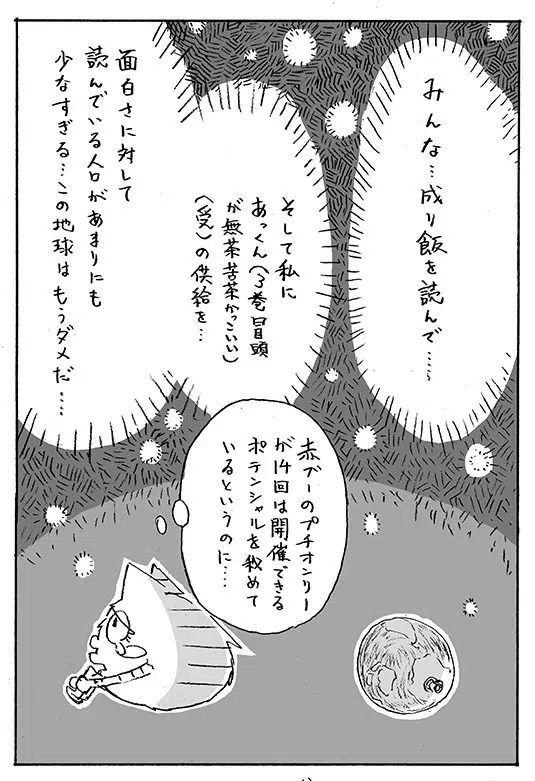 みんな…成り飯を読んで……
そして私に
あっくん(3巻冒頭
が無茶苦茶かっこいい)
(受)の供給を…
面白さに対して
読んでいる人口があまりにも
少なすぎる…この地球はもうダメだ……
赤ブーのプチオンリー
が14回は開催できる
ポテンシャルを秘めて
いるというのに……